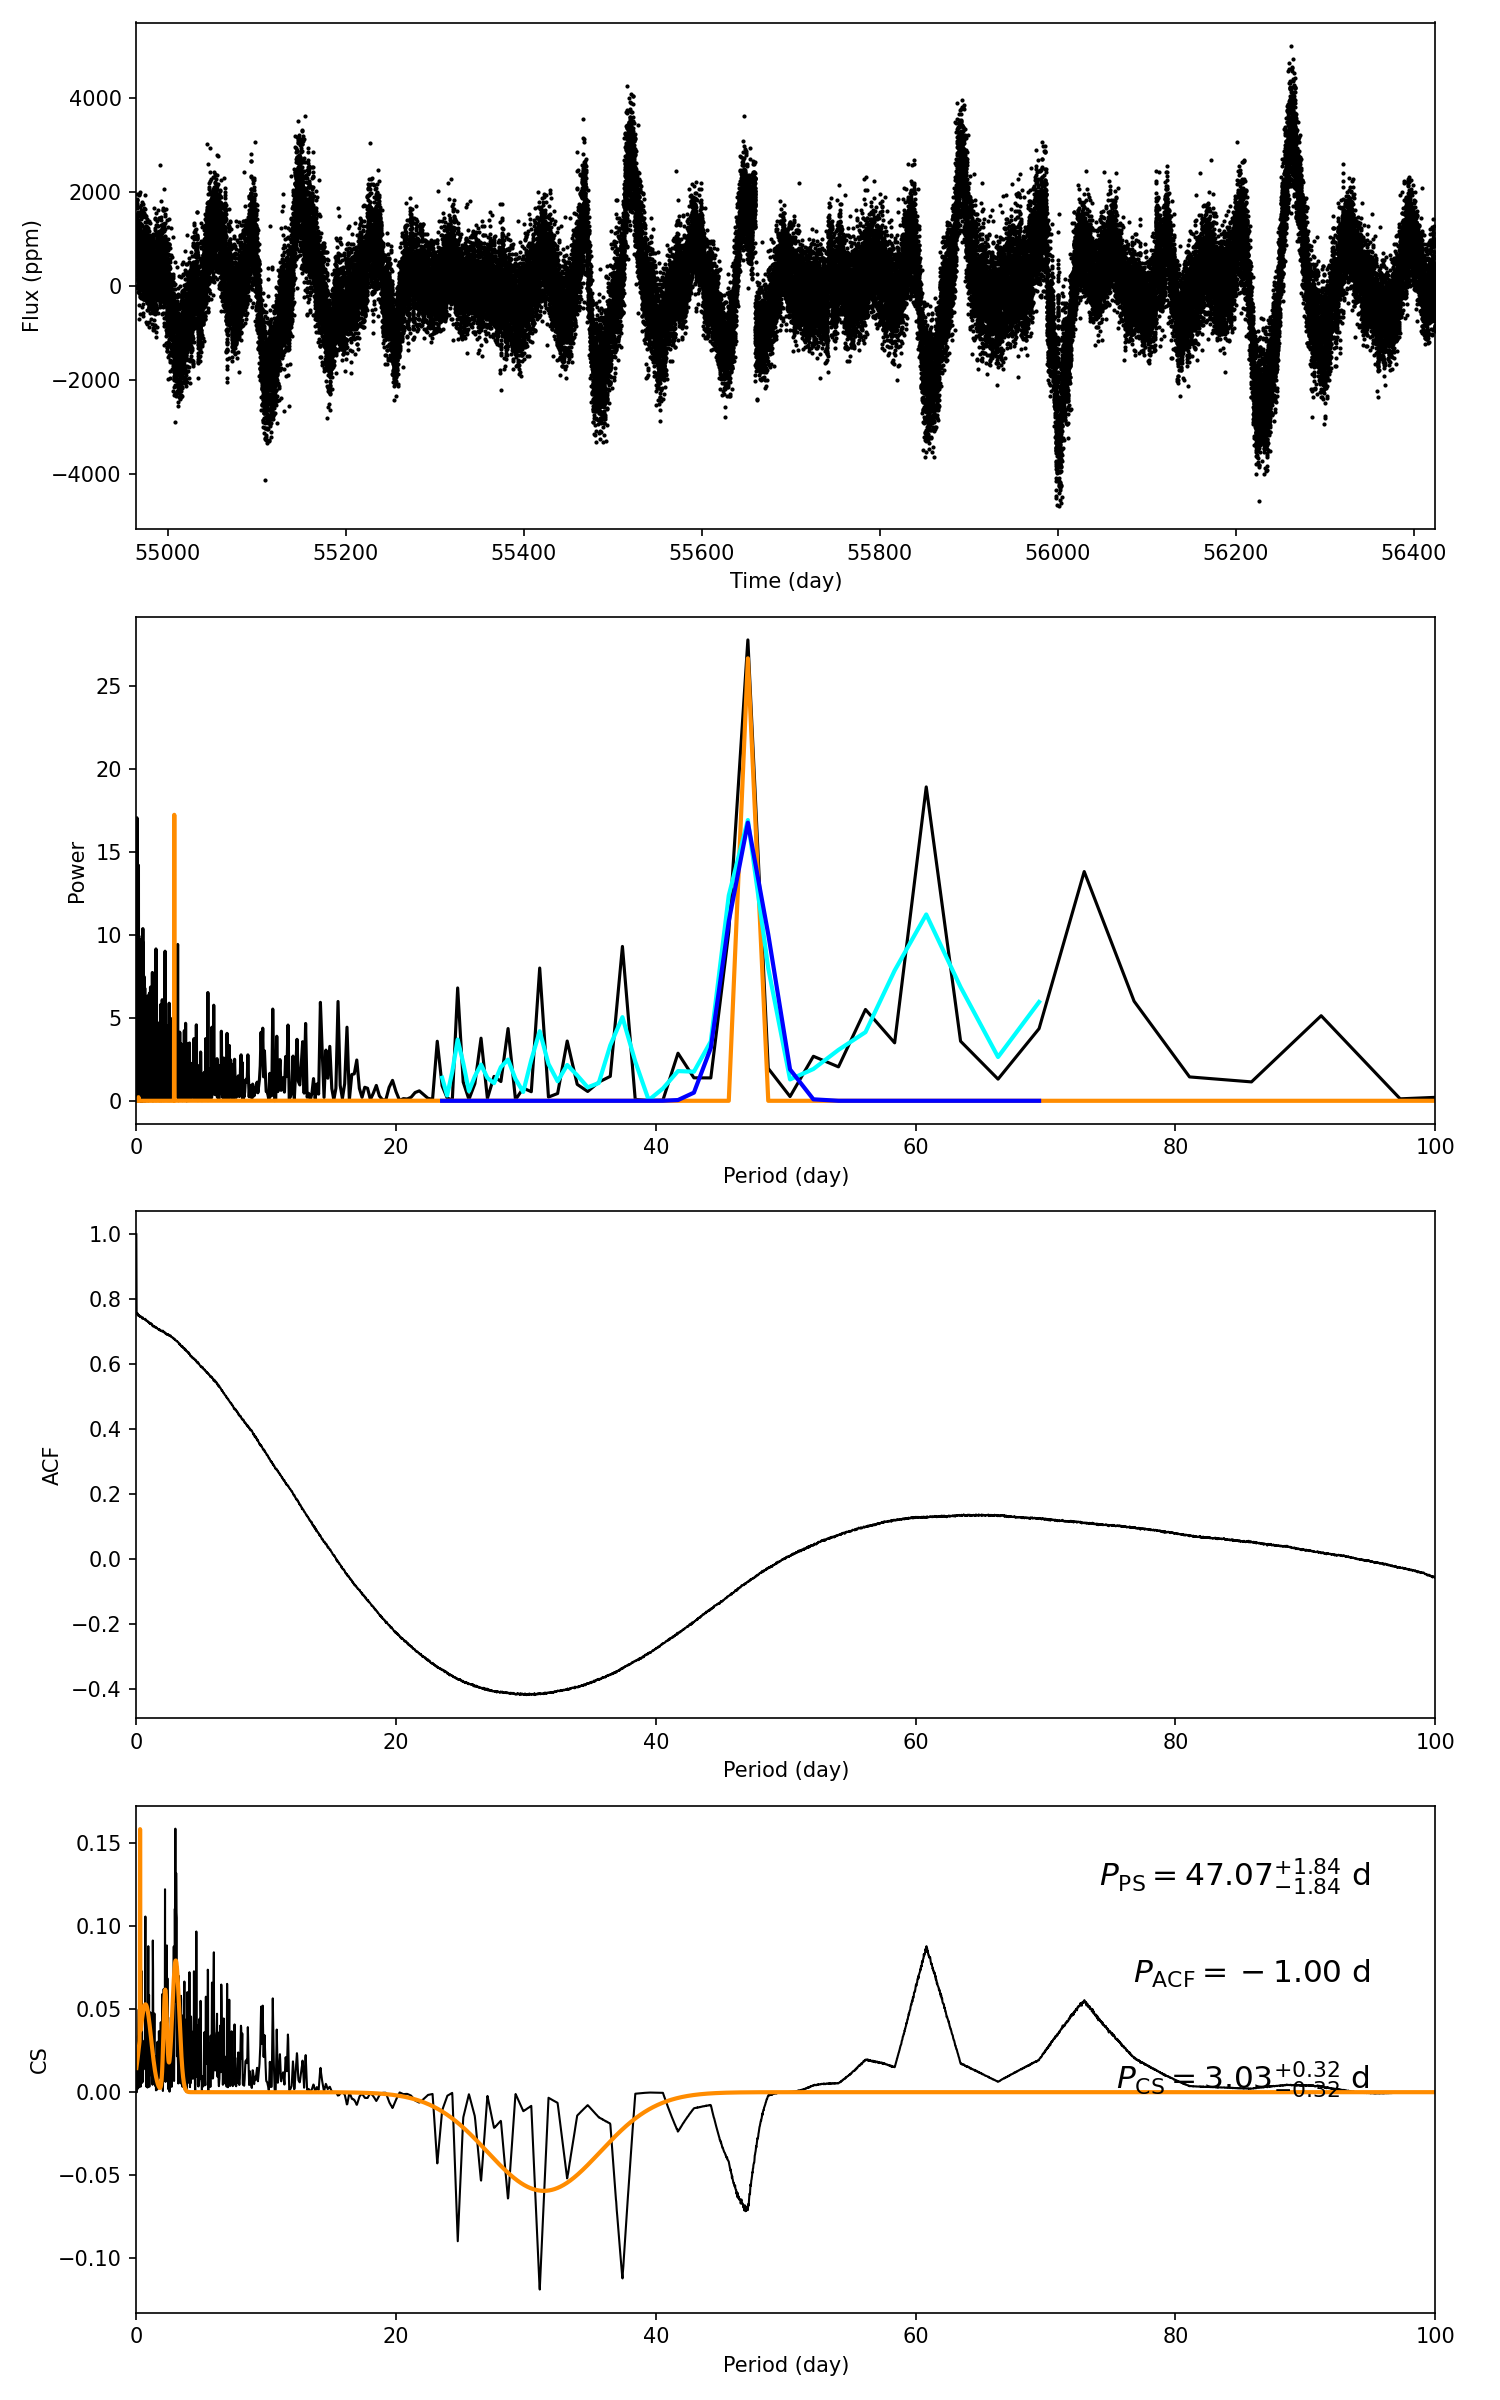 4000
2000
0
−2000
−4000
Flux (ppm)
55000 55200 55400 55600 55800 56000 56200 56400
Time (day)
25
20
15
10
5
0
Power
0 20 40 60 80 100
Period (day)
1.0
0.8
0.6
0.4
0.2
0.0
−0.2
−0.4
ACF
0 20 40 60 80 100
Period (day)
0.15
0.10
0.05
0.00
−0.05
−0.10
CS
P_PS = 47.07 +1.84 −1.84 d
P_ACF = −1.00 d
P_CS = 3.03 +0.32 −0.32 d
0 20 40 60 80 100
Period (day)